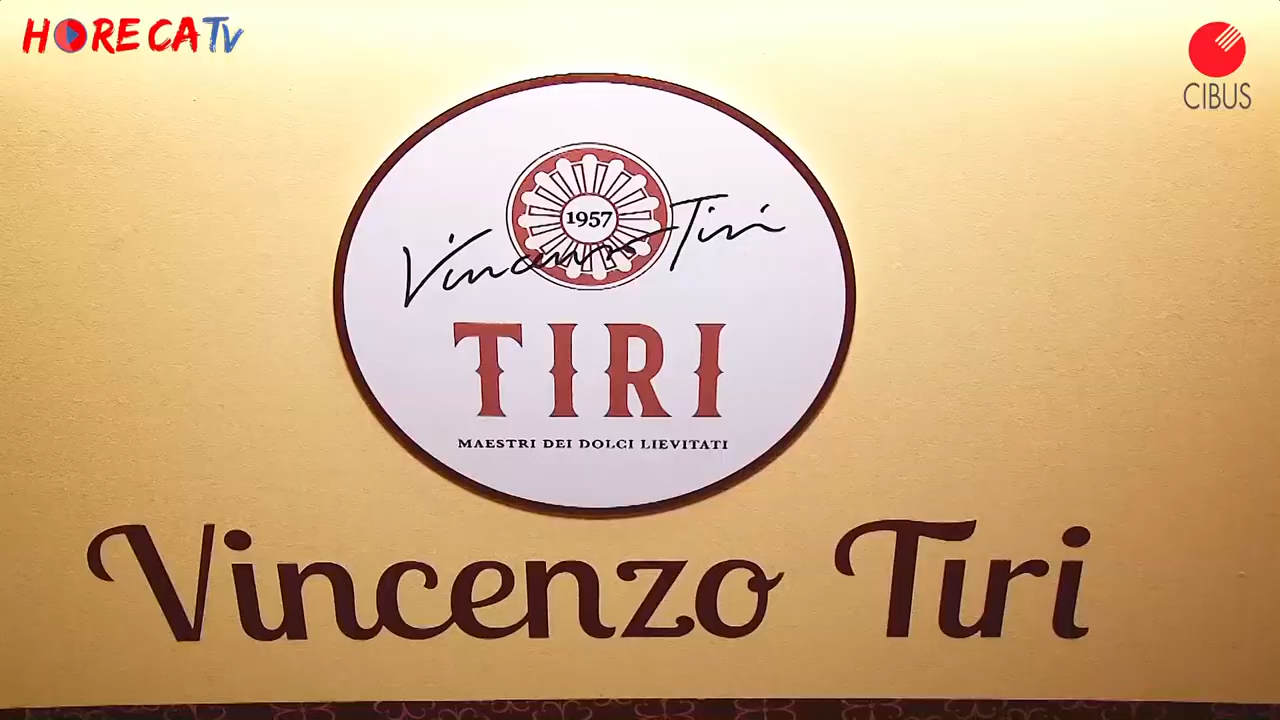 HORECATv
CIBUS
1957
Vincenzo Tiri
TIRI
MAESTRI DEI DOLCI LIEVITATI
Vincenzo Tiri